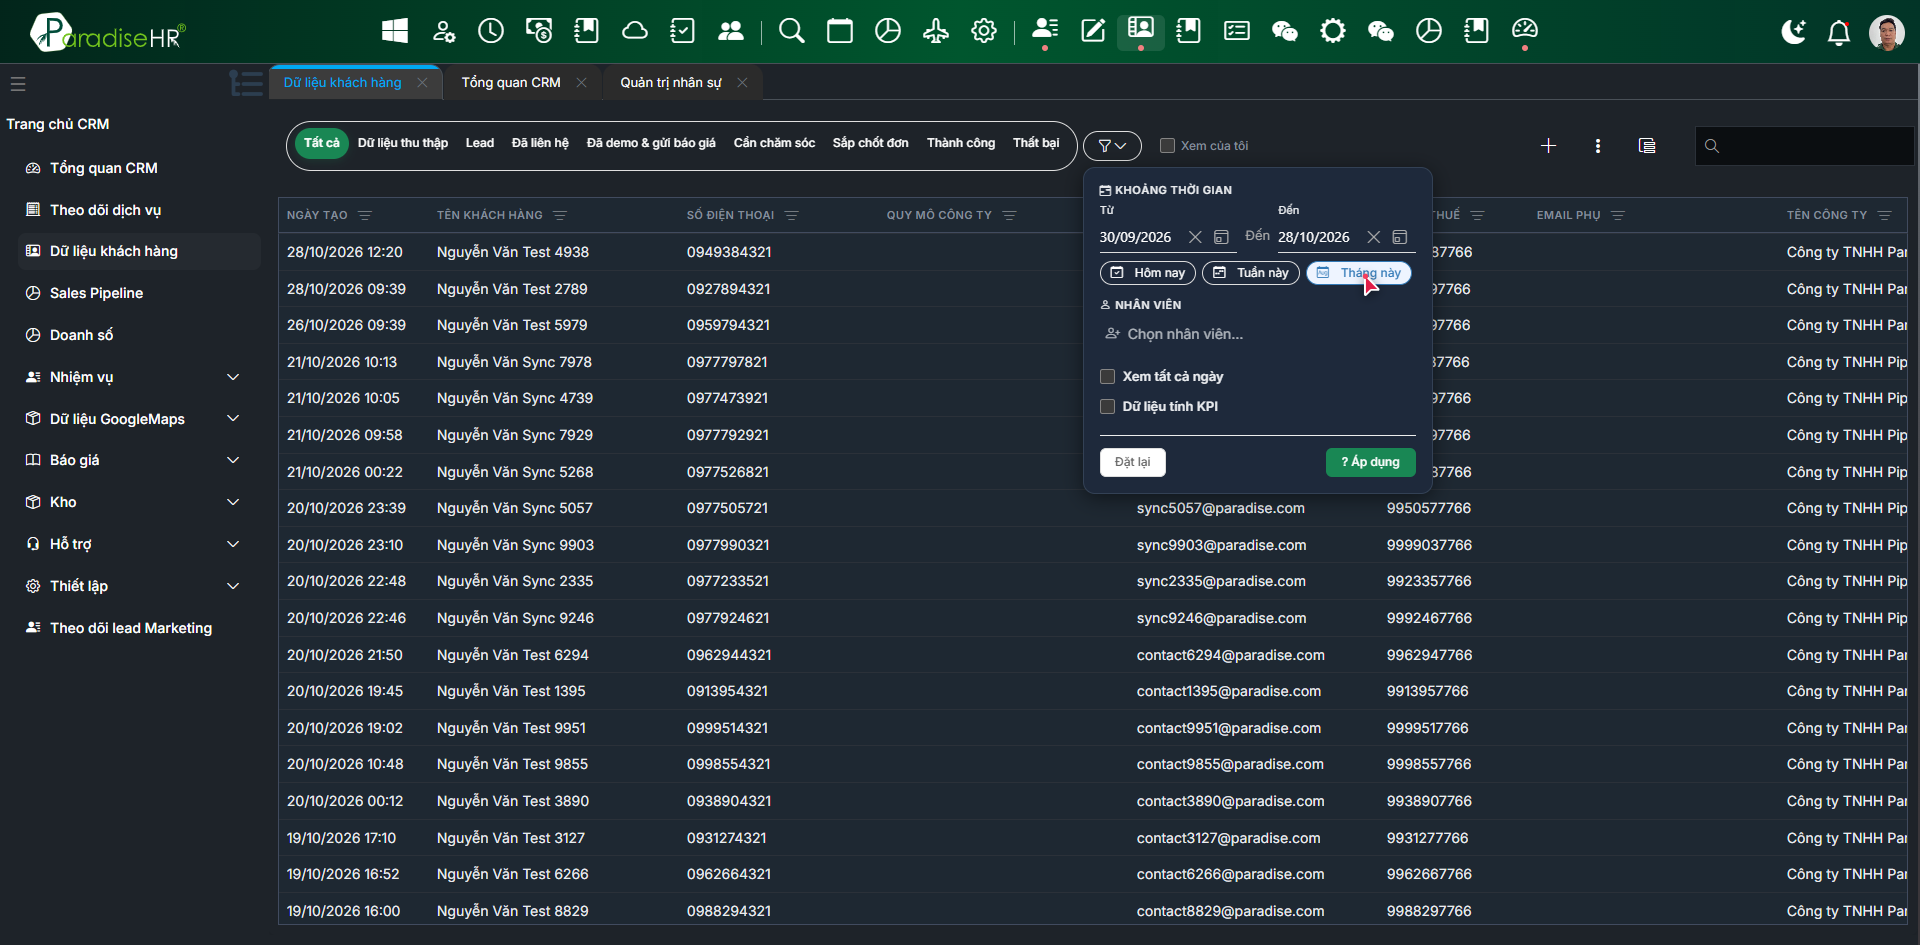 ParadiseHR®
Dữ liệu khách hàng
Tổng quan CRM
Quản trị nhân sự
Trang chủ CRM
Tổng quan CRM
Theo dõi dịch vụ
Dữ liệu khách hàng
Sales Pipeline
Doanh số
Nhiệm vụ
Dữ liệu GoogleMaps
Báo giá
Kho
Hỗ trợ
Thiết lập
Theo dõi lead Marketing
Tất cả Dữ liệu thu thập Lead Đã liên hệ Đã demo & gửi báo giá Cần chăm sóc Sắp chốt đơn Thành công Thất bại
Xem của tôi
KHOẢNG THỜI GIAN
Từ Đến
30/09/2026 Đến 28/10/2026
Hôm nay Tuần này Tháng này
NHÂN VIÊN
Chọn nhân viên...
Xem tất cả ngày
Dữ liệu tính KPI
Đặt lại ? Áp dụng
NGÀY TẠO TÊN KHÁCH HÀNG SỐ ĐIỆN THOẠI QUY MÔ CÔNG TY THUẾ EMAIL PHỤ TÊN CÔNG TY
28/10/2026 12:20 Nguyễn Văn Test 4938 0949384321 37766 Công ty TNHH Par
28/10/2026 09:39 Nguyễn Văn Test 2789 0927894321 97766 Công ty TNHH Par
26/10/2026 09:39 Nguyễn Văn Test 5979 0959794321 97766 Công ty TNHH Par
21/10/2026 10:13 Nguyễn Văn Sync 7978 0977797821 37766 Công ty TNHH Pip
21/10/2026 10:05 Nguyễn Văn Sync 4739 0977473921 97766 Công ty TNHH Pip
21/10/2026 09:58 Nguyễn Văn Sync 7929 0977792921 97766 Công ty TNHH Pip
21/10/2026 00:22 Nguyễn Văn Sync 5268 0977526821 37766 Công ty TNHH Pip
20/10/2026 23:39 Nguyễn Văn Sync 5057 0977505721 sync5057@paradise.com 9950577766 Công ty TNHH Pip
20/10/2026 23:10 Nguyễn Văn Sync 9903 0977990321 sync9903@paradise.com 9999037766 Công ty TNHH Pip
20/10/2026 22:48 Nguyễn Văn Sync 2335 0977233521 sync2335@paradise.com 9923357766 Công ty TNHH Pip
20/10/2026 22:46 Nguyễn Văn Sync 9246 0977924621 sync9246@paradise.com 9992467766 Công ty TNHH Pip
20/10/2026 21:50 Nguyễn Văn Test 6294 0962944321 contact6294@paradise.com 9962947766 Công ty TNHH Par
20/10/2026 19:45 Nguyễn Văn Test 1395 0913954321 contact1395@paradise.com 9913957766 Công ty TNHH Par
20/10/2026 19:02 Nguyễn Văn Test 9951 0999514321 contact9951@paradise.com 9999517766 Công ty TNHH Par
20/10/2026 10:48 Nguyễn Văn Test 9855 0998554321 contact9855@paradise.com 9998557766 Công ty TNHH Par
20/10/2026 00:12 Nguyễn Văn Test 3890 0938904321 contact3890@paradise.com 9938907766 Công ty TNHH Par
19/10/2026 17:10 Nguyễn Văn Test 3127 0931274321 contact3127@paradise.com 9931277766 Công ty TNHH Par
19/10/2026 16:52 Nguyễn Văn Test 6266 0962664321 contact6266@paradise.com 9962667766 Công ty TNHH Par
19/10/2026 16:00 Nguyễn Văn Test 8829 0988294321 contact8829@paradise.com 9988297766 Công ty TNHH Par